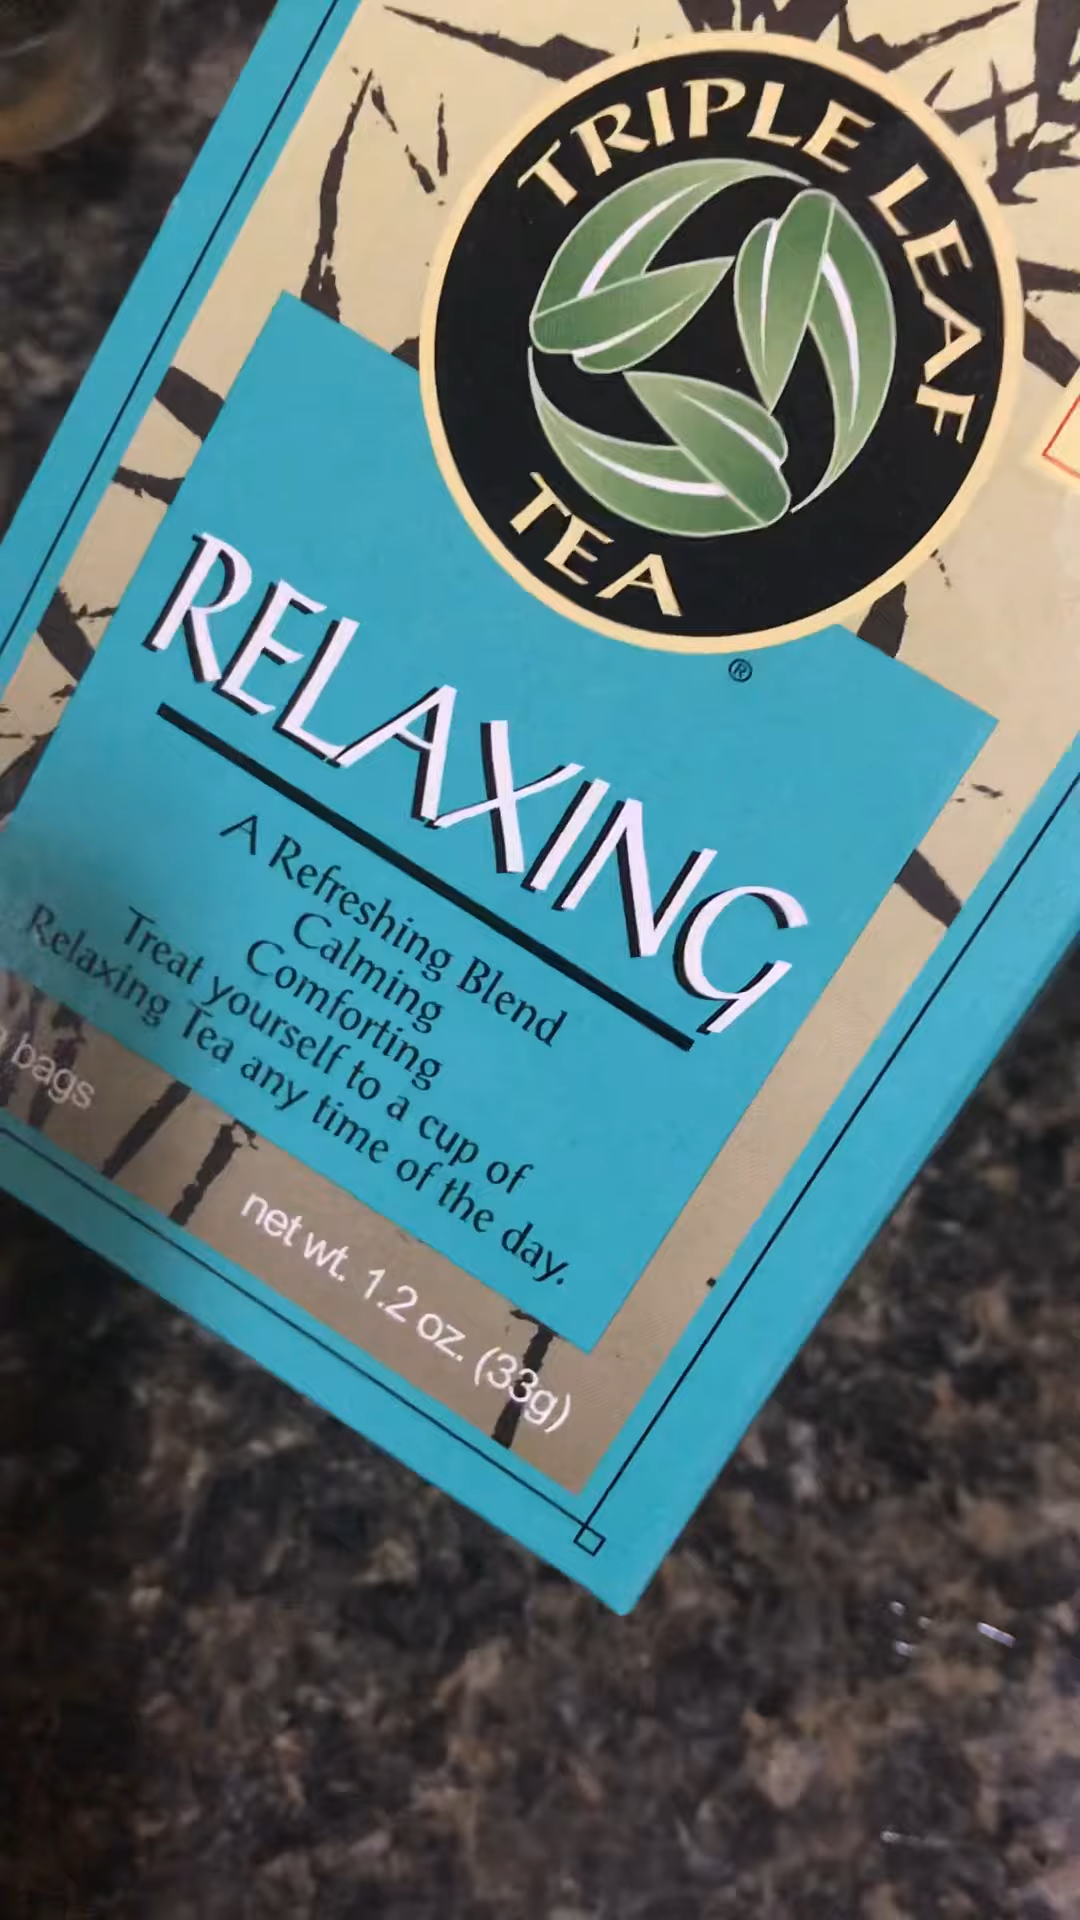 TRIPLE LEAF
TEA
®
RELAXING
A Refreshing Blend
Calming
Comforting
Treat yourself to a cup of
Relaxing Tea any time of the day.
bags
net wt. 1.2 oz. (33g)